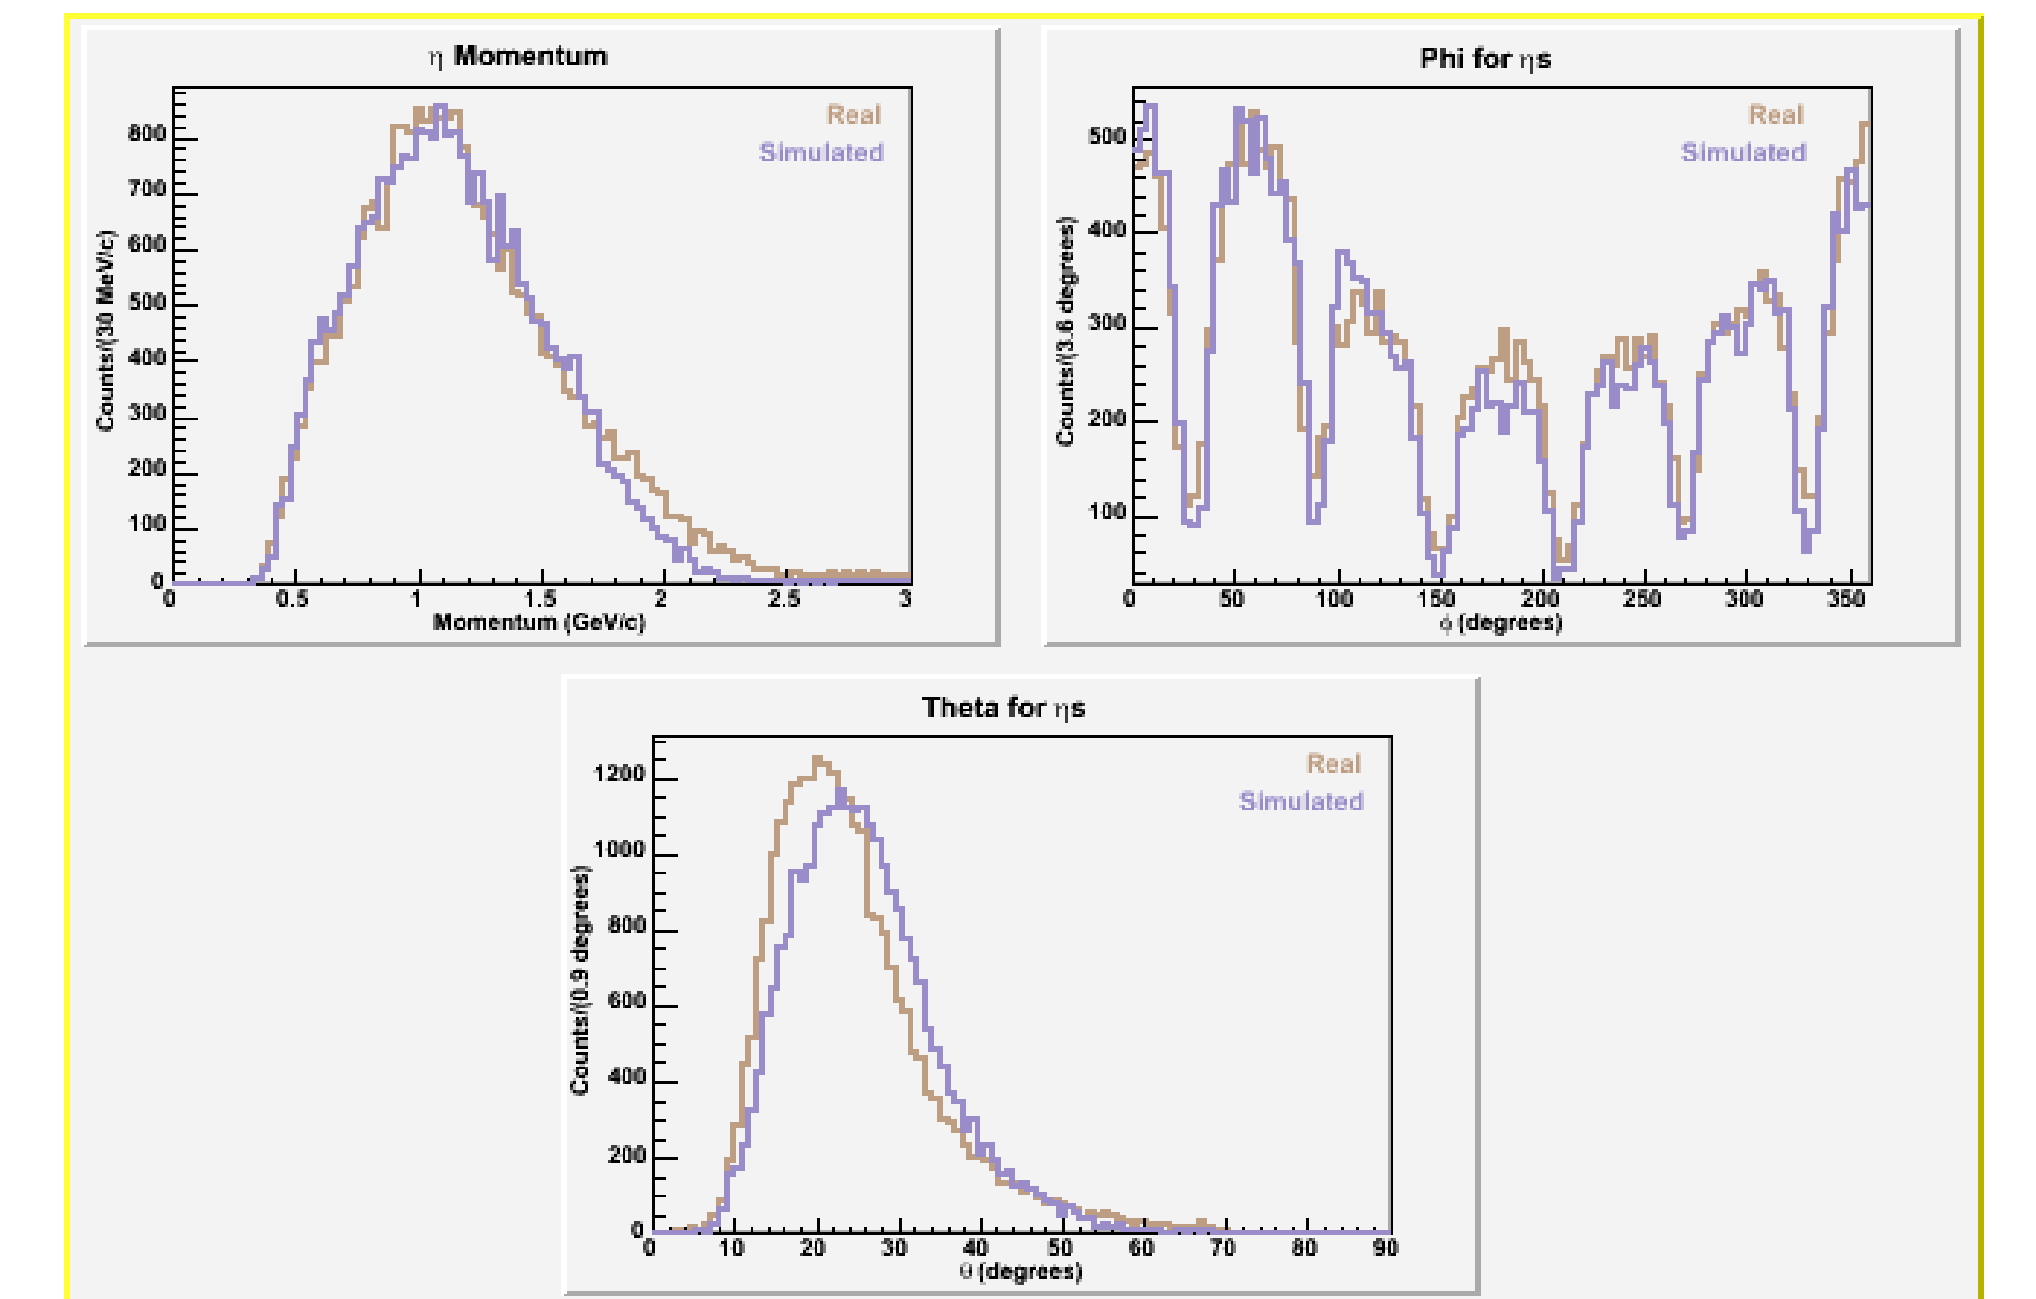 η Momentum
Real
Simulated
Counts/(30 MeV/c)
800
700
600
500
400
300
200
100
0
0 0.5 1 1.5 2 2.5 3
Momentum (GeV/c)
Phi for ηs
Real
Simulated
Counts/(3.6 degrees)
500
400
300
200
100
0 50 100 150 200 250 300 350
ϕ (degrees)
Theta for ηs
Real
Simulated
Counts/(0.9 degrees)
1200
1000
800
600
400
200
0
0 10 20 30 40 50 60 70 80 90
θ (degrees)